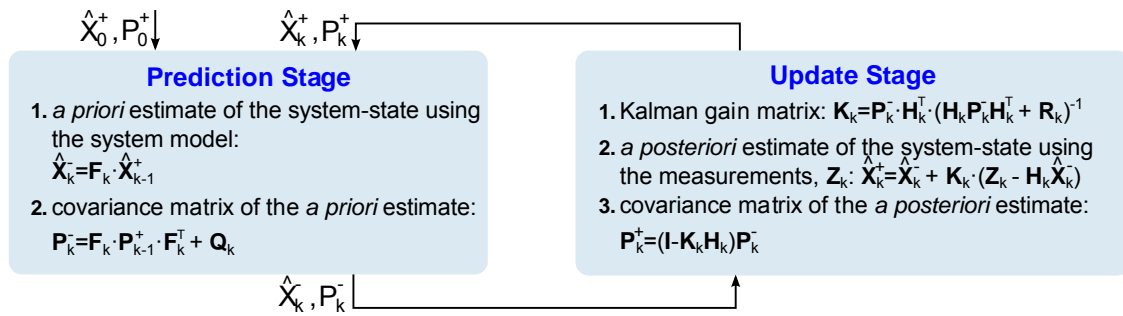 X̂₀⁺, P₀⁺
X̂ₖ⁺, Pₖ⁺
Prediction Stage
1. a priori estimate of the system-state using
the system model:
X̂ₖ⁻=Fₖ·X̂ₖ₋₁⁺
2. covariance matrix of the a priori estimate:
Pₖ⁻=Fₖ·Pₖ₋₁⁺·Fₖᵀ+ Qₖ
Update Stage
1. Kalman gain matrix: Kₖ=Pₖ⁻·Hₖᵀ·(HₖPₖ⁻Hₖᵀ+ Rₖ)⁻¹
2. a posteriori estimate of the system-state using
the measurements, Zₖ: X̂ₖ⁺=X̂ₖ⁻+ Kₖ·(Zₖ - HₖX̂ₖ⁻)
3. covariance matrix of the a posteriori estimate:
Pₖ⁺=(I-KₖHₖ)Pₖ⁻
X̂ₖ⁻, Pₖ⁻